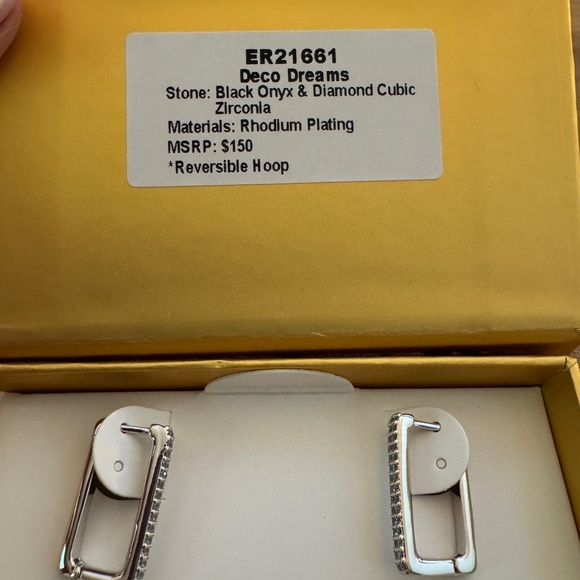 ER21661
Deco Dreams
Stone: Black Onyx & Diamond Cubic
Zirconia
Materials: Rhodium Plating
MSRP: $150
*Reversible Hoop